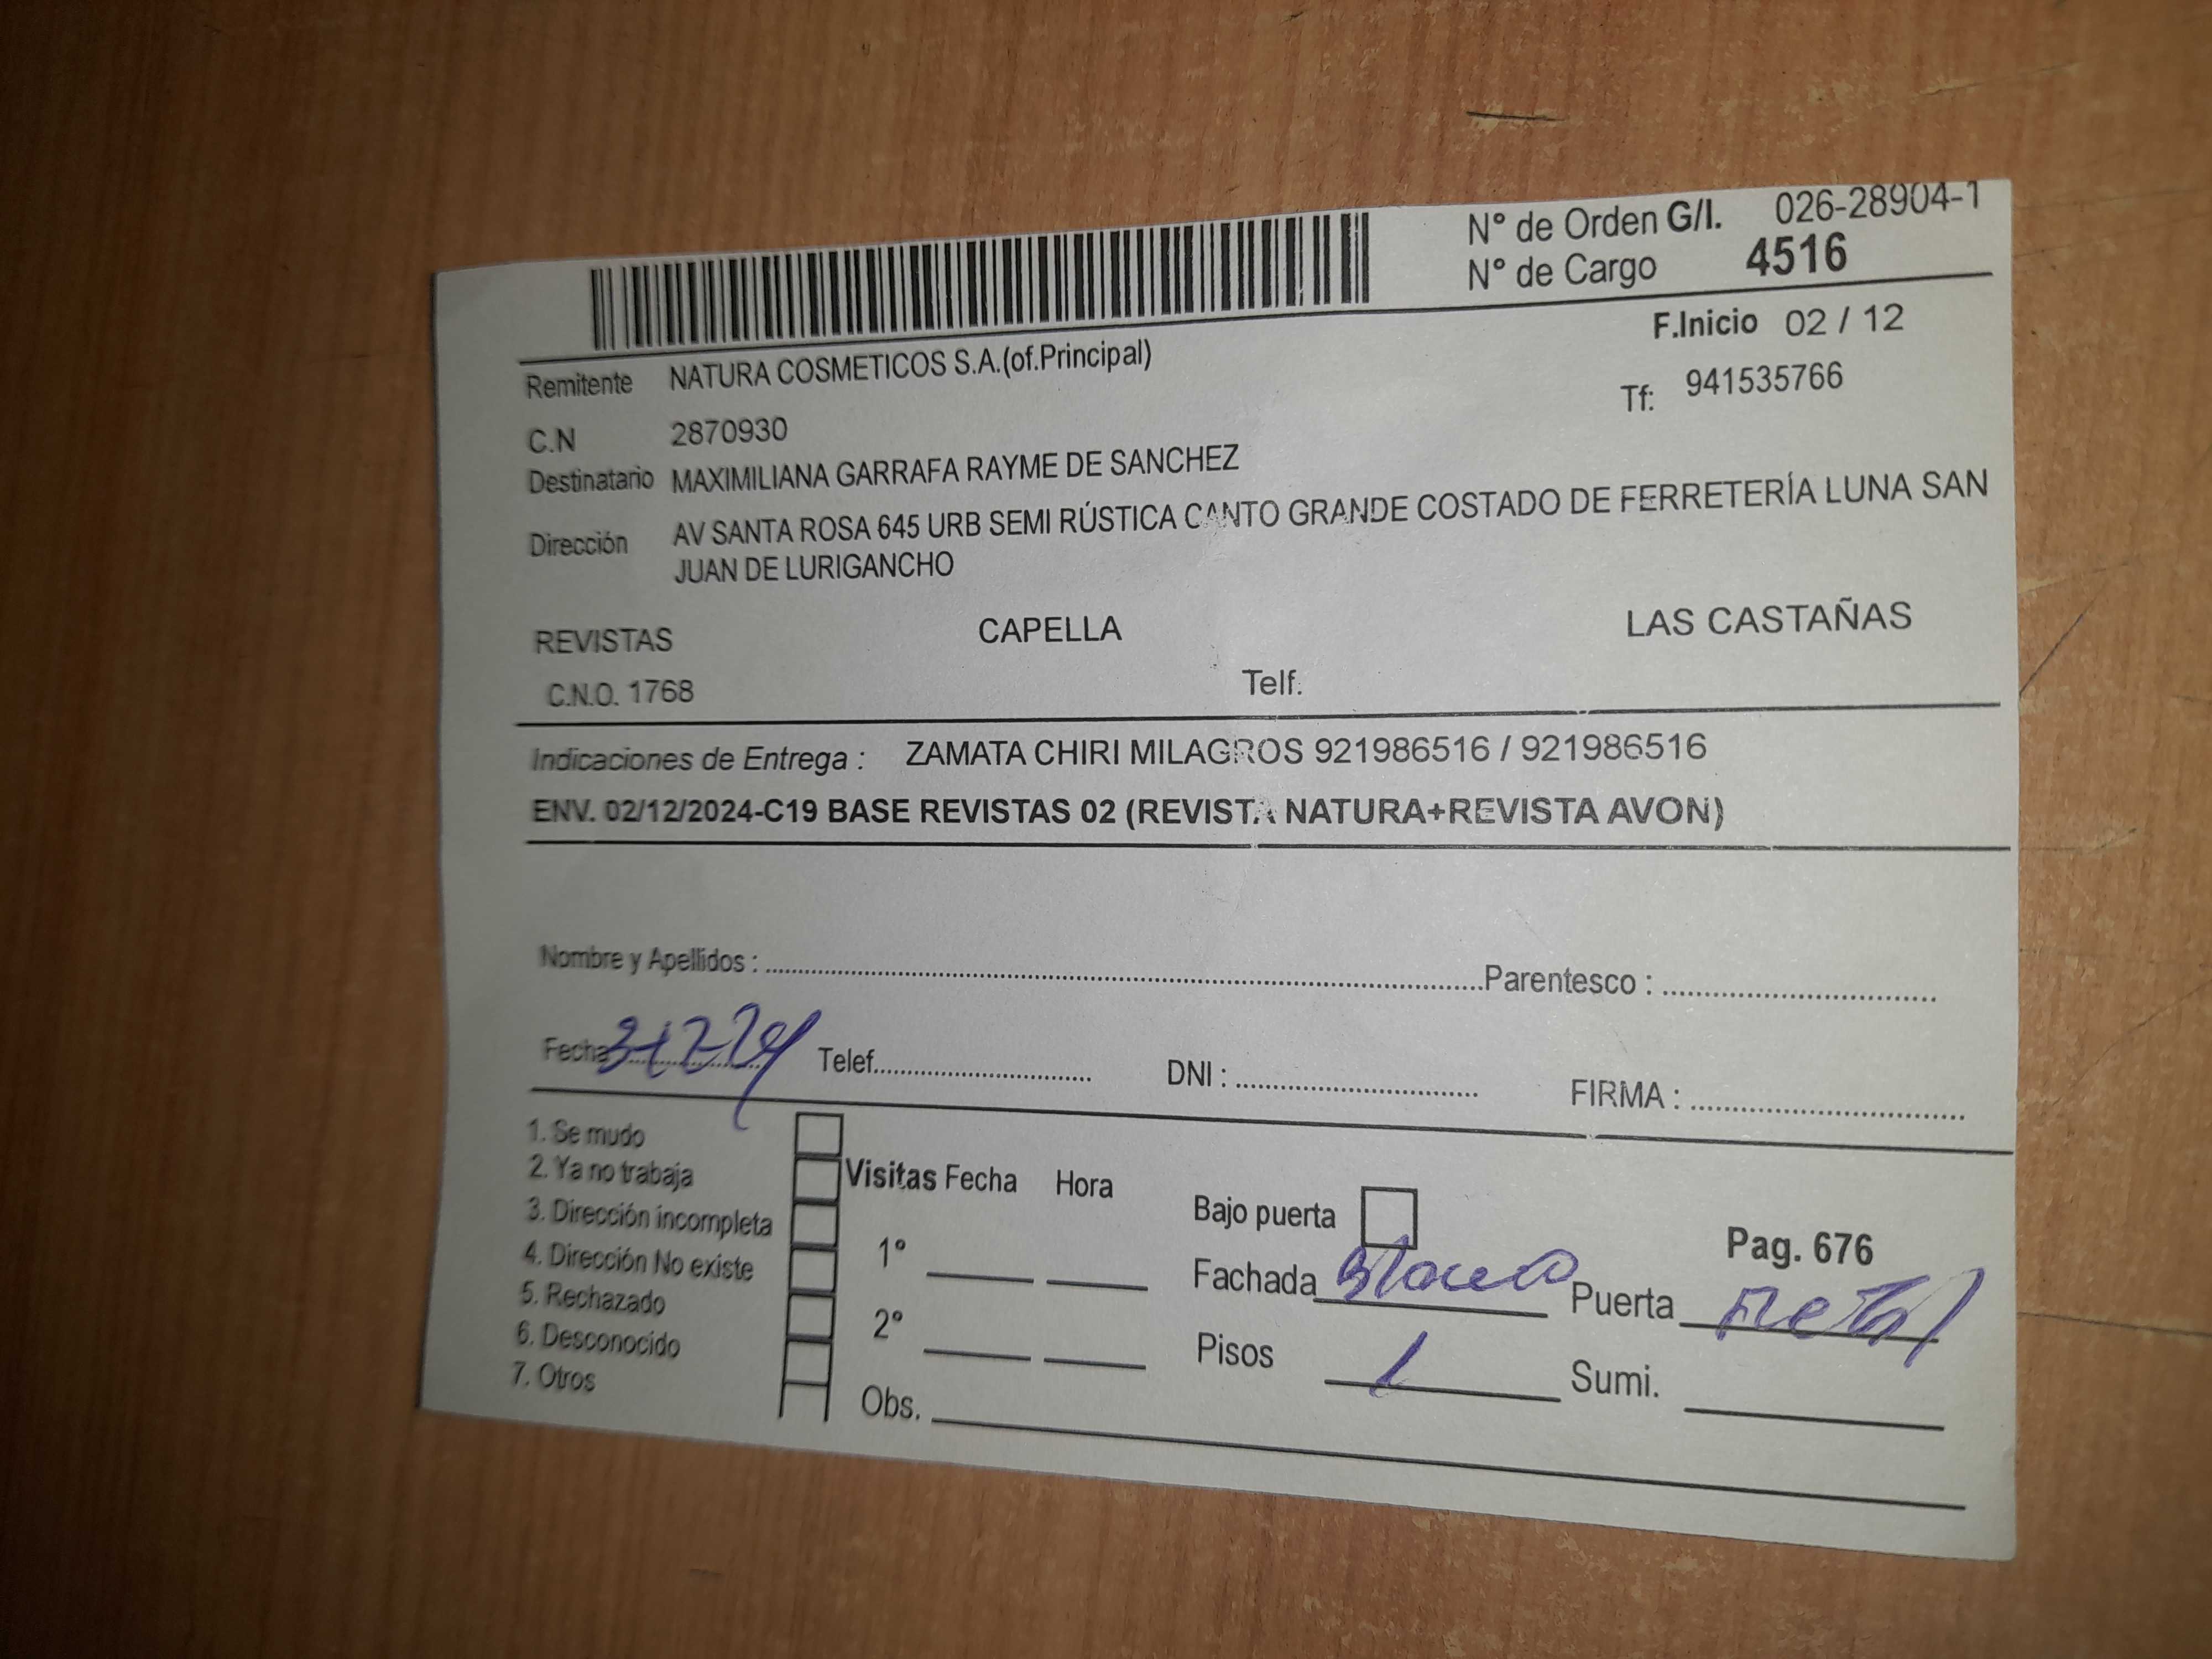 N° de Orden G/I. 026-28904-1
N° de Cargo 4516
F.Inicio 02 / 12
Remitente NATURA COSMETICOS S.A.(of.Principal)
Tf: 941535766
C.N 2870930
Destinatario MAXIMILIANA GARRAFA RAYME DE SANCHEZ
Dirección AV SANTA ROSA 645 URB SEMI RÚSTICA CANTO GRANDE COSTADO DE FERRETERÍA LUNA SAN
JUAN DE LURIGANCHO
REVISTAS CAPELLA LAS CASTAÑAS
C.N.O. 1768 Telf.
Indicaciones de Entrega : ZAMATA CHIRI MILAGROS 921986516 / 921986516
ENV. 02/12/2024-C19 BASE REVISTAS 02 (REVISTA NATURA+REVISTA AVON)
Nombre y Apellidos : Parentesco :
Fecha Telef. DNI : FIRMA :
1. Se mudo
2. Ya no trabaja Visitas Fecha Hora
3. Dirección incompleta Bajo puerta Pag. 676
4. Dirección No existe 1° Fachada Blanco Puerta metal
5. Rechazado
6. Desconocido 2° Pisos 1 Sumi.
7. Otros Obs.